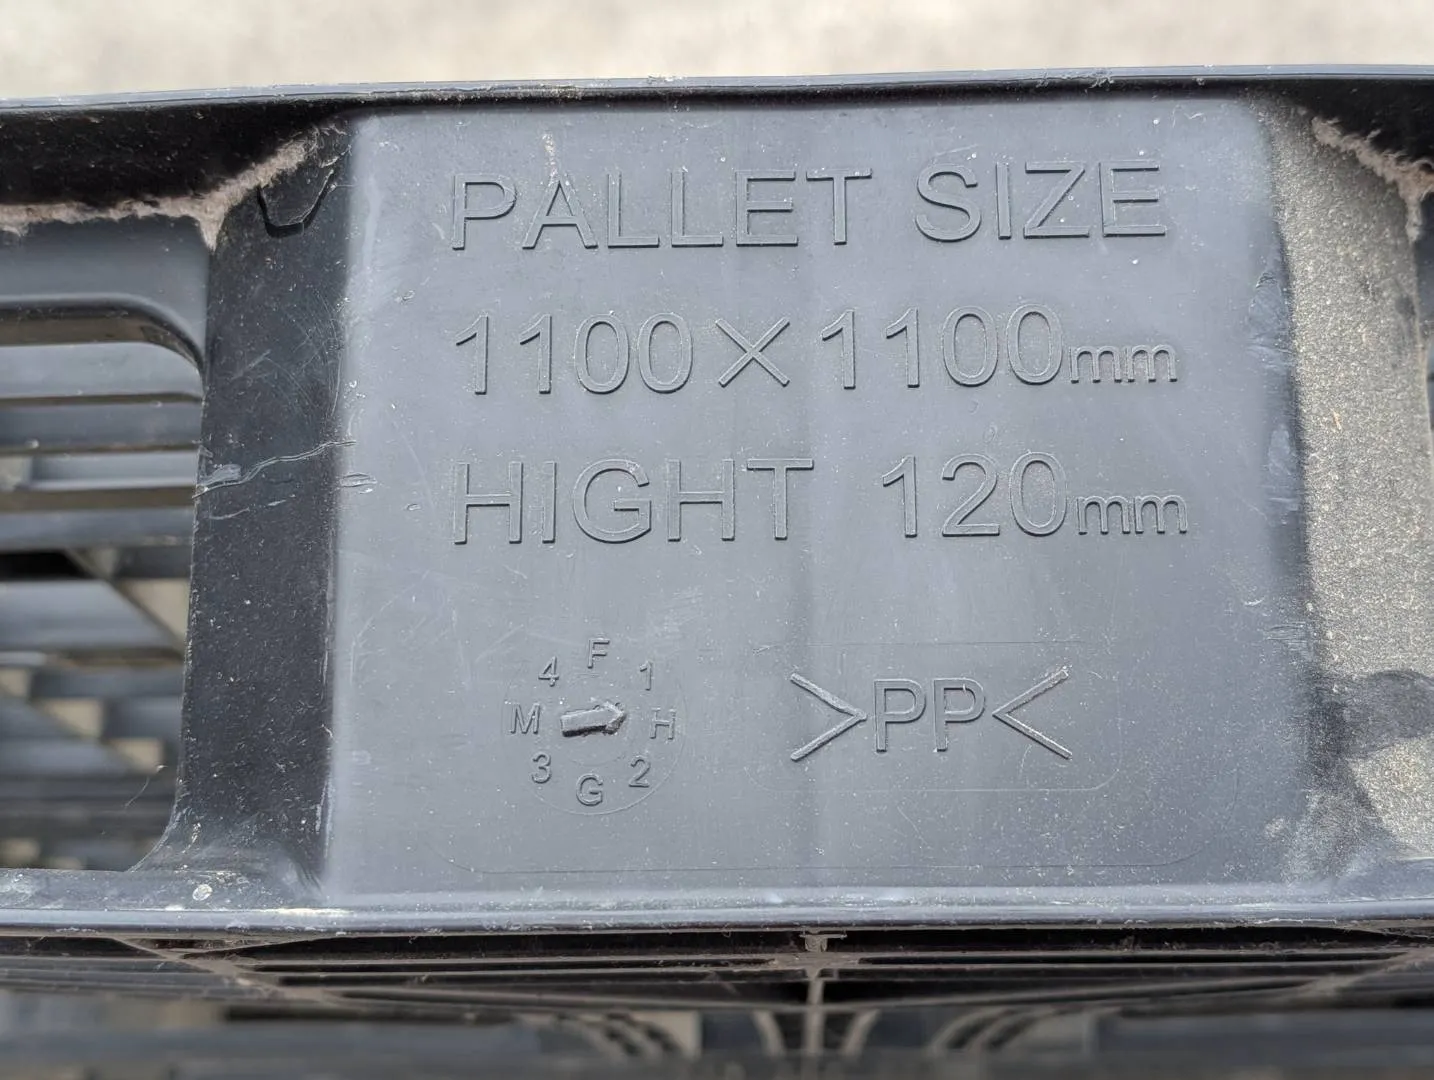 PALLET SIZE
1100×1100mm
HIGHT 120mm
F
4 1
M H
3 2
G
>PP<